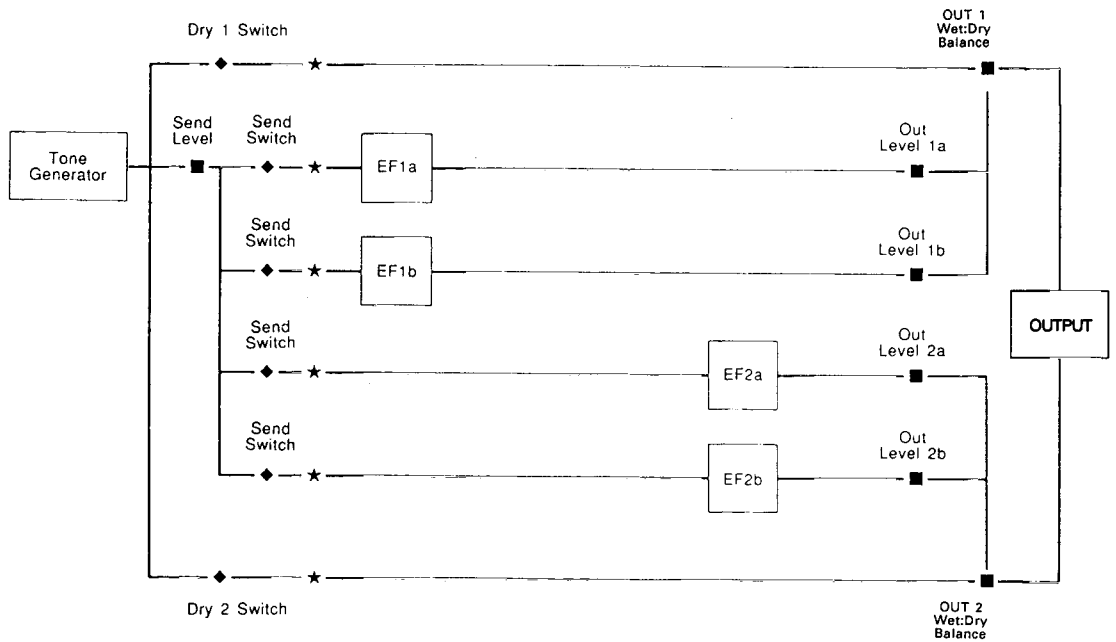 OUT 1
Wet:Dry
Balance
Dry 1 Switch
Send
Level
Send
Switch
Out
Level 1a
Tone
Generator
EF1a
Send
Switch
Out
Level 1b
EF1b
Send
Switch
Out
Level 2a
OUTPUT
EF2a
Send
Switch
Out
Level 2b
EF2b
Dry 2 Switch
OUT 2
Wet:Dry
Balance